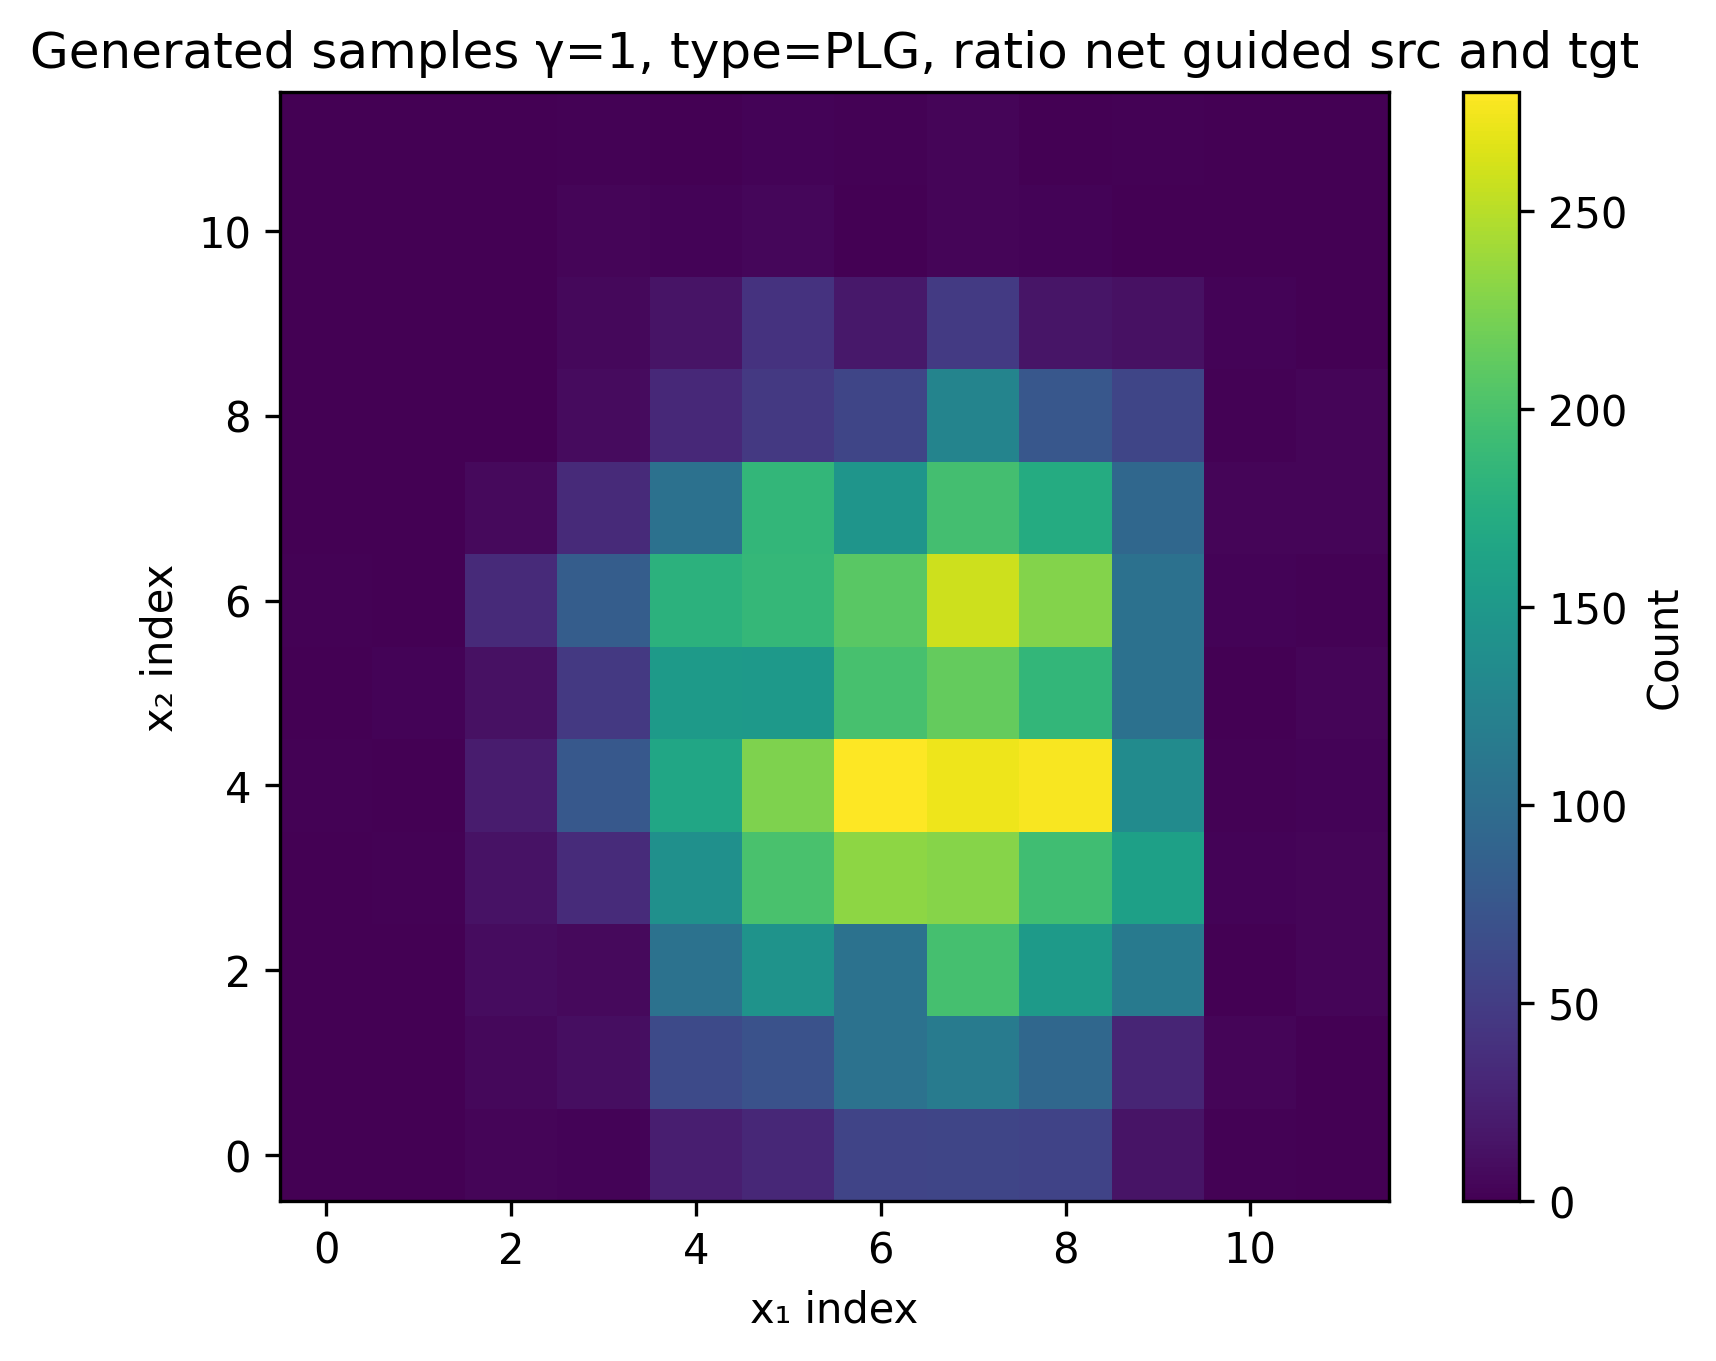 Generated samples γ=1, type=PLG, ratio net guided src and tgt
10
8
6
4
2
0
x₂ index
0 2 4 6 8 10
x₁ index
250
200
150
100
50
0
Count